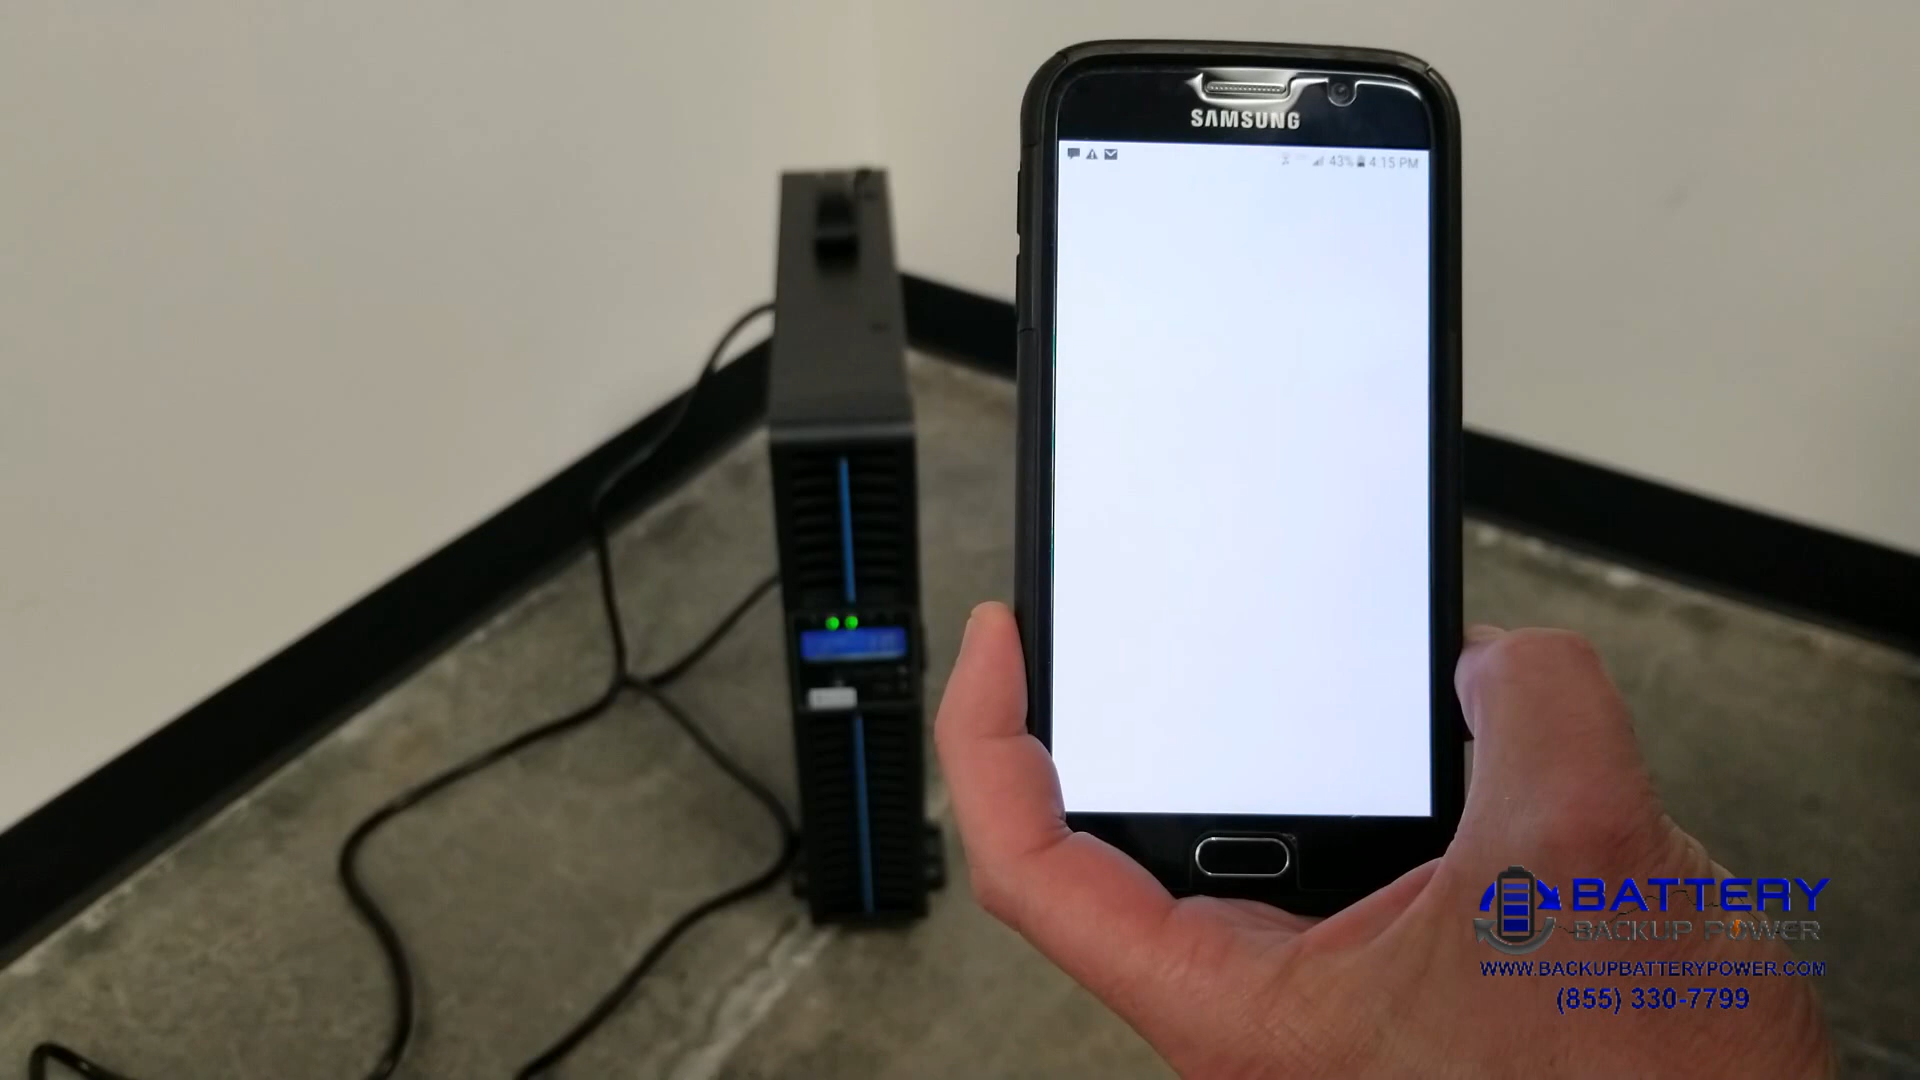 SAMSUNG
43% 4:15 PM
BATTERY
BACKUP POWER
WWW.BACKUPBATTERYPOWER.COM
(855) 330-7799